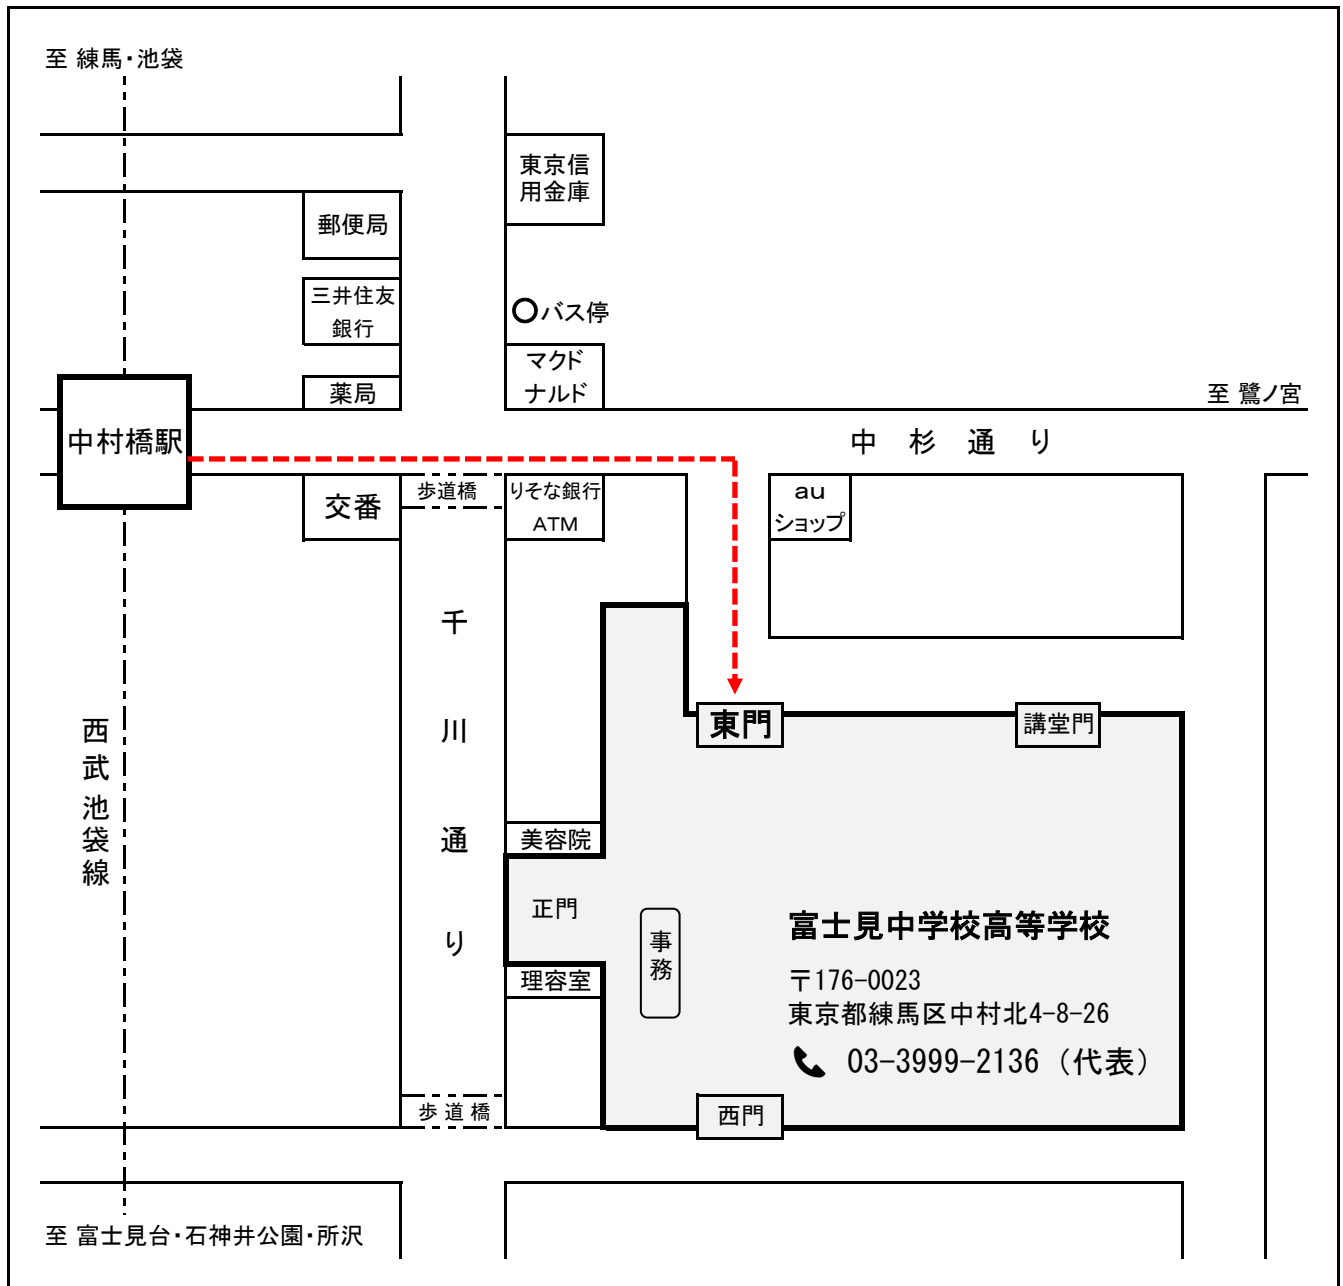 至 練馬・池袋
東京信
用金庫
郵便局
三井住友
銀行
バス停
マクド
ナルド
薬局
至 鷺ノ宮
中村橋駅
中杉通り
交番
歩道橋
りそな銀行
ATM
au
ショップ
千川通り
西武池袋線
東門
講堂門
美容院
正門
事務
理容室
富士見中学校高等学校
〒176-0023
東京都練馬区中村北4-8-26
03-3999-2136（代表）
歩道橋
西門
至 富士見台・石神井公園・所沢